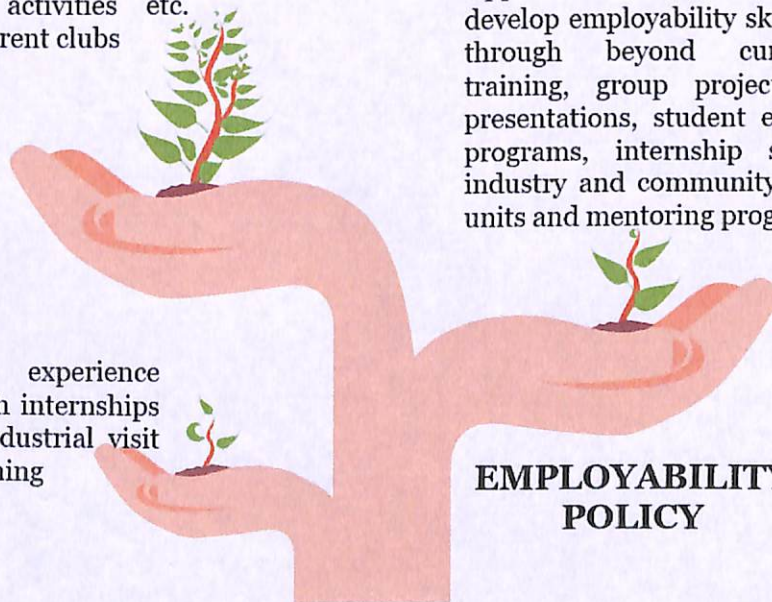 activities etc.
rent clubs
develop employability sk
through beyond cur
training, group projec
presentations, student e
programs, internship s
industry and community
units and mentoring prog
experience
n internships
dustrial visit
ning
EMPLOYABILITY
POLICY